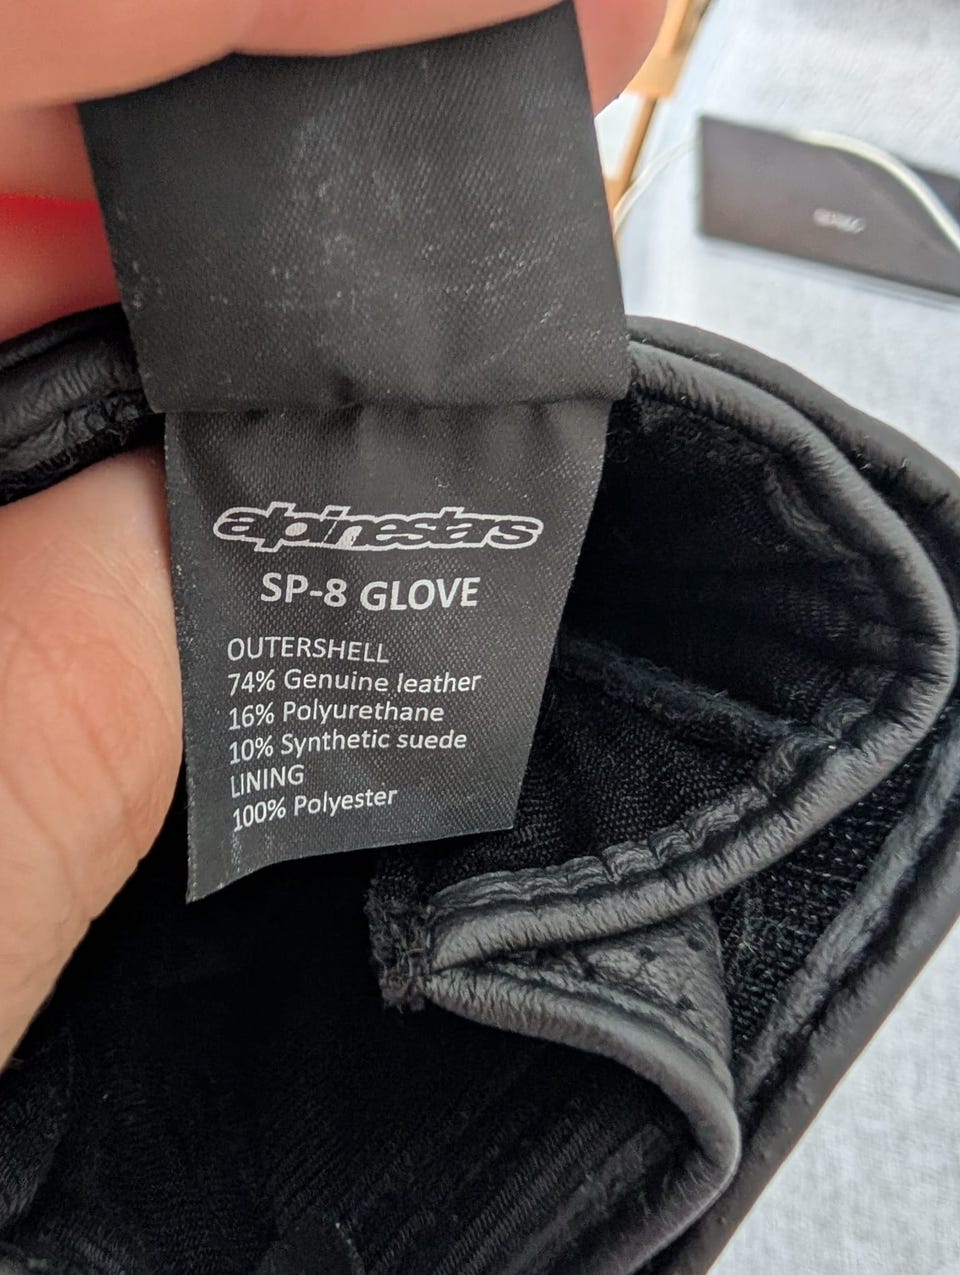 alpinestars
SP-8 GLOVE
OUTERSHELL
74% Genuine leather
16% Polyurethane
10% Synthetic suede
LINING
100% Polyester